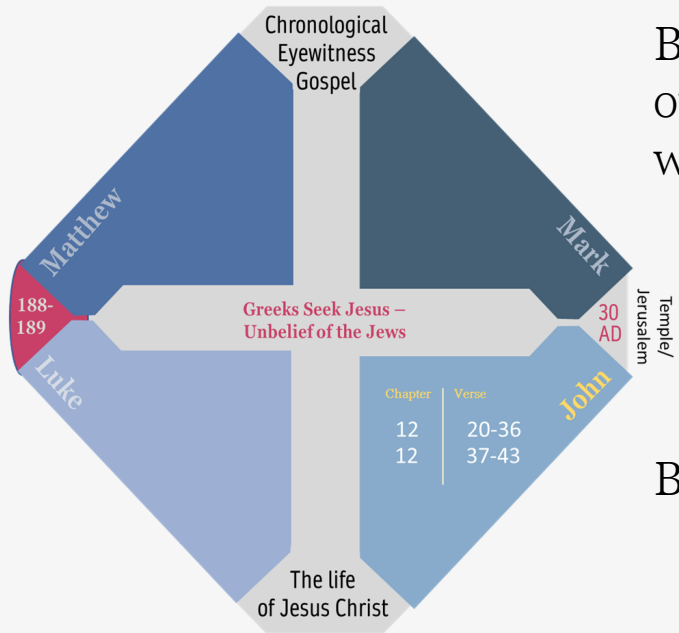 Chronological
Eyewitness
Gospel
B
Matthew
Mark
188-
189
Greeks Seek Jesus –
Unbelief of the Jews
30
AD
Temple/
Jerusalem
Luke
John
Chapter Verse
12 20-36
12 37-43
B
The life
of Jesus Christ